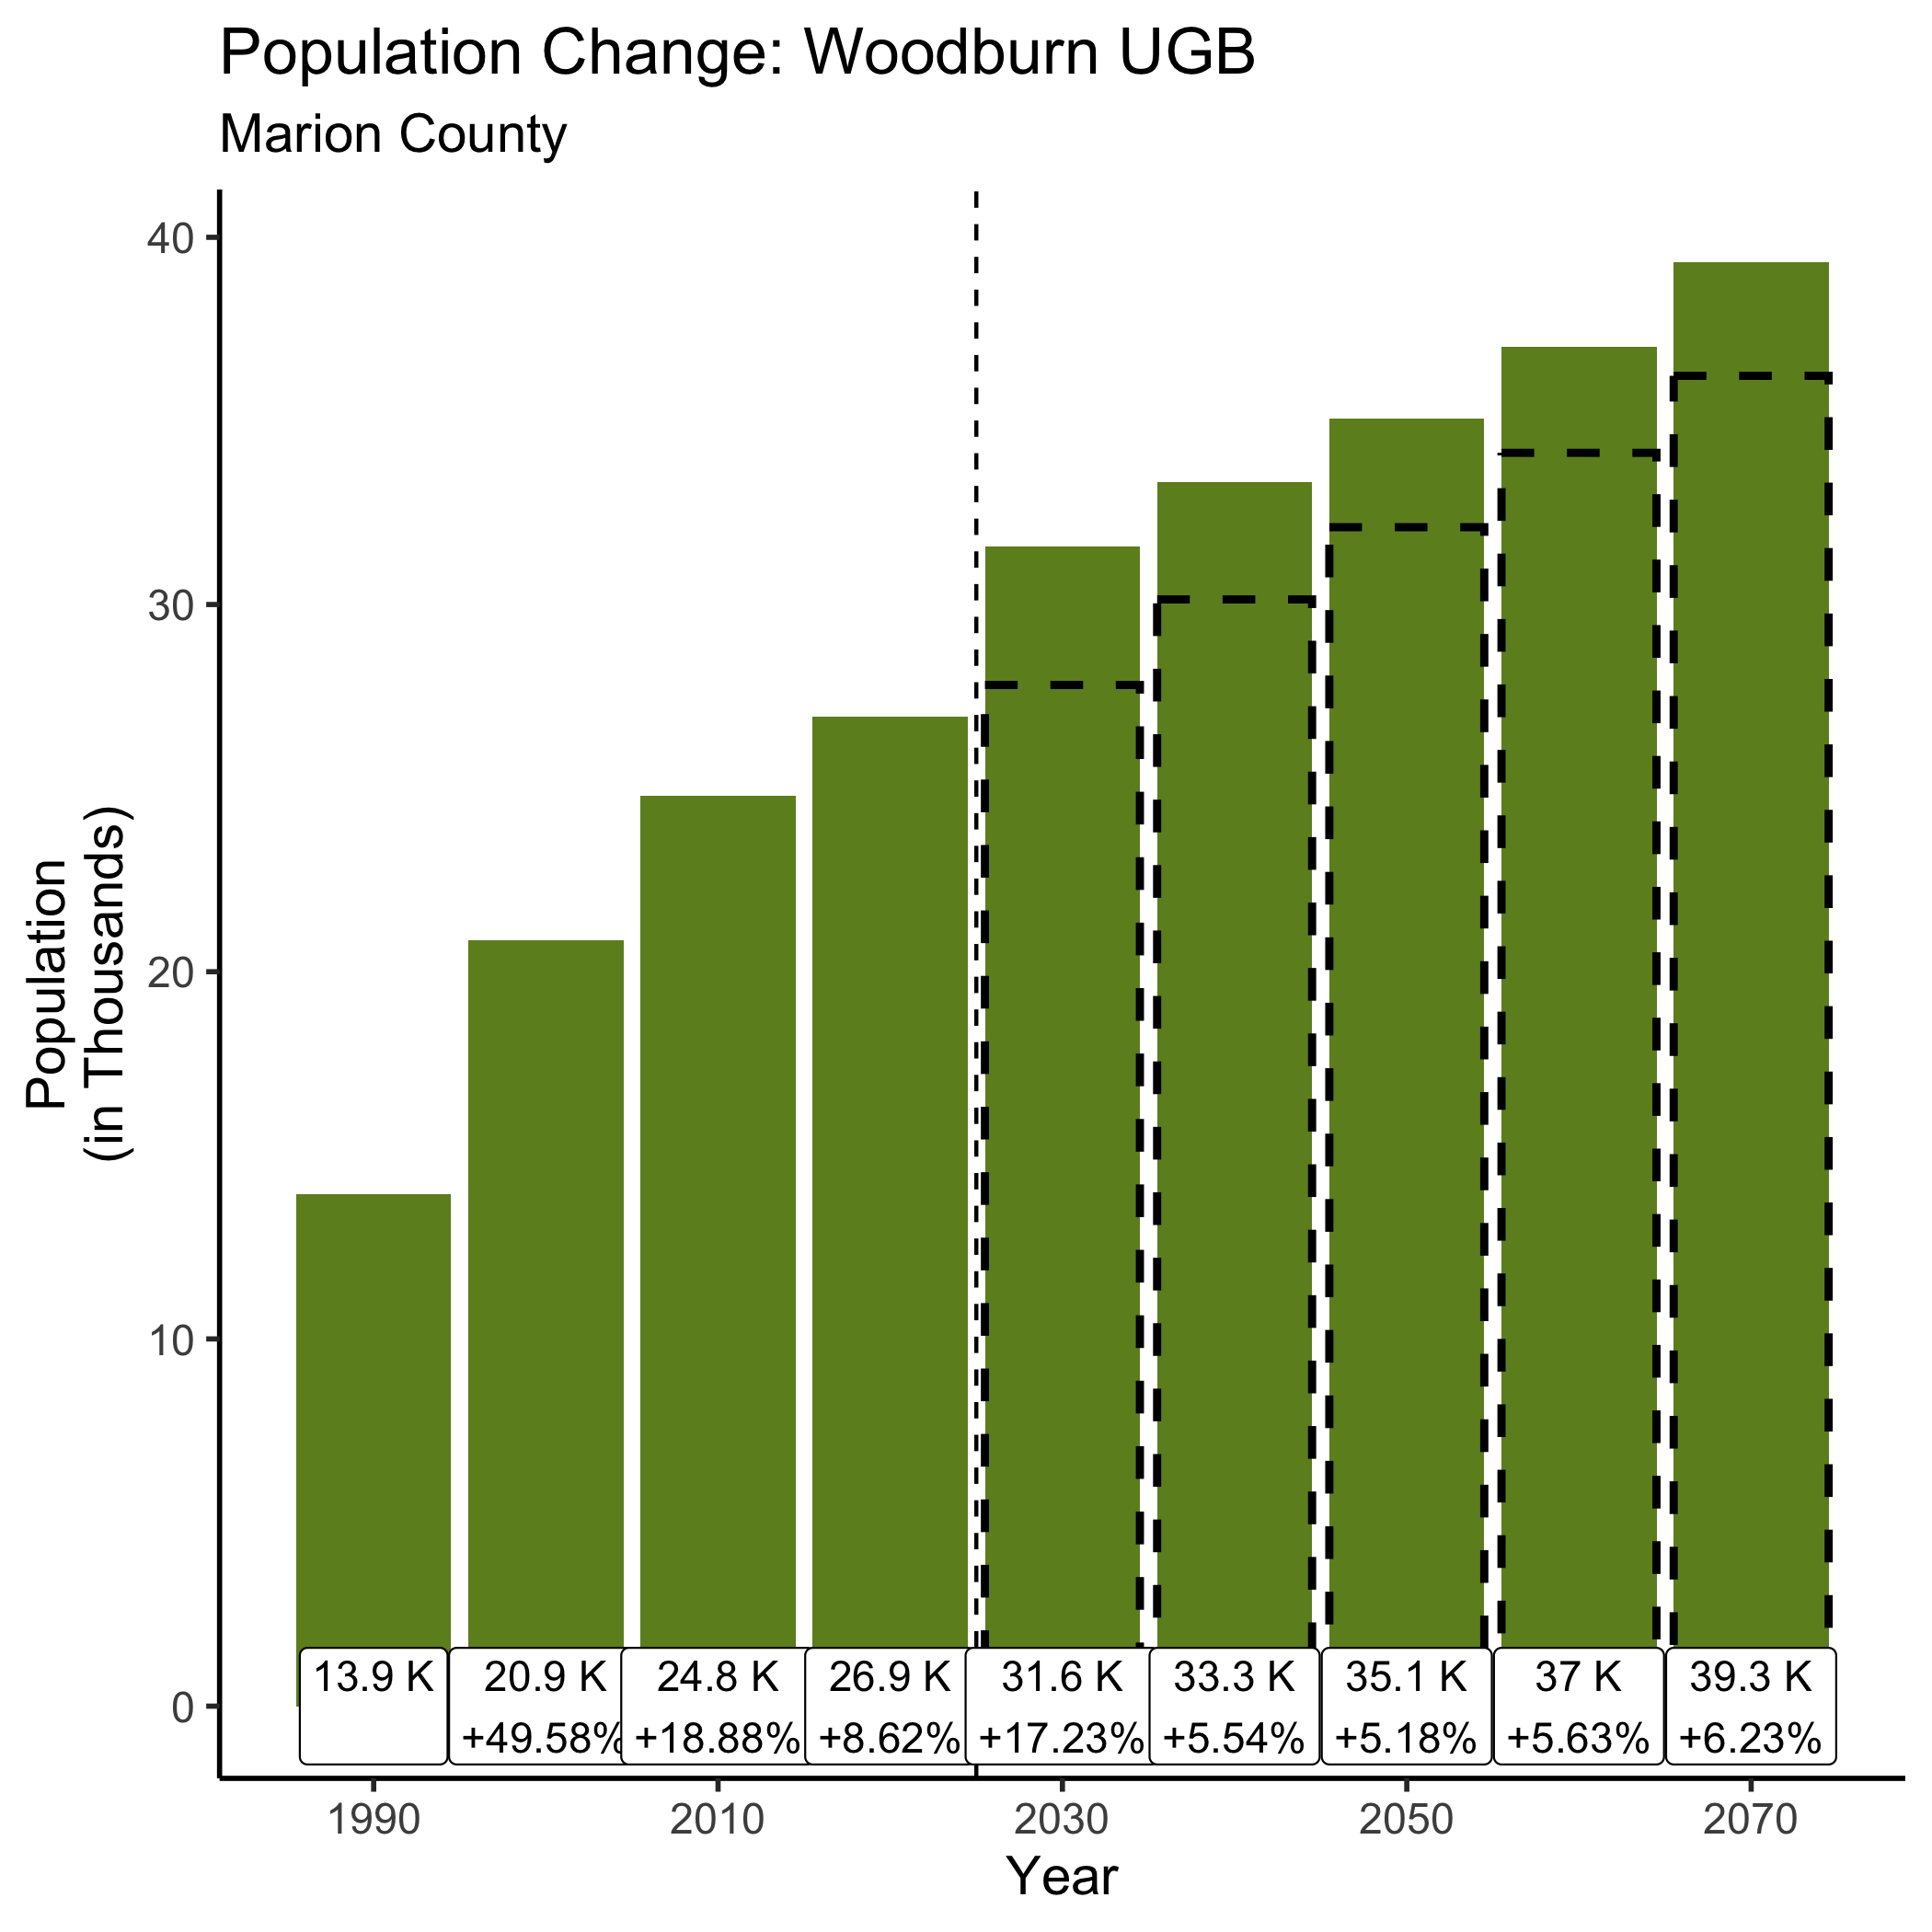 Population Change: Woodburn UGB
Marion County
Population
(in Thousands)
40
30
20
10
0
13.9 K
20.9 K
+49.58%
24.8 K
+18.88%
26.9 K
+8.62%
31.6 K
+17.23%
33.3 K
+5.54%
35.1 K
+5.18%
37 K
+5.63%
39.3 K
+6.23%
1990
2010
2030
2050
2070
Year